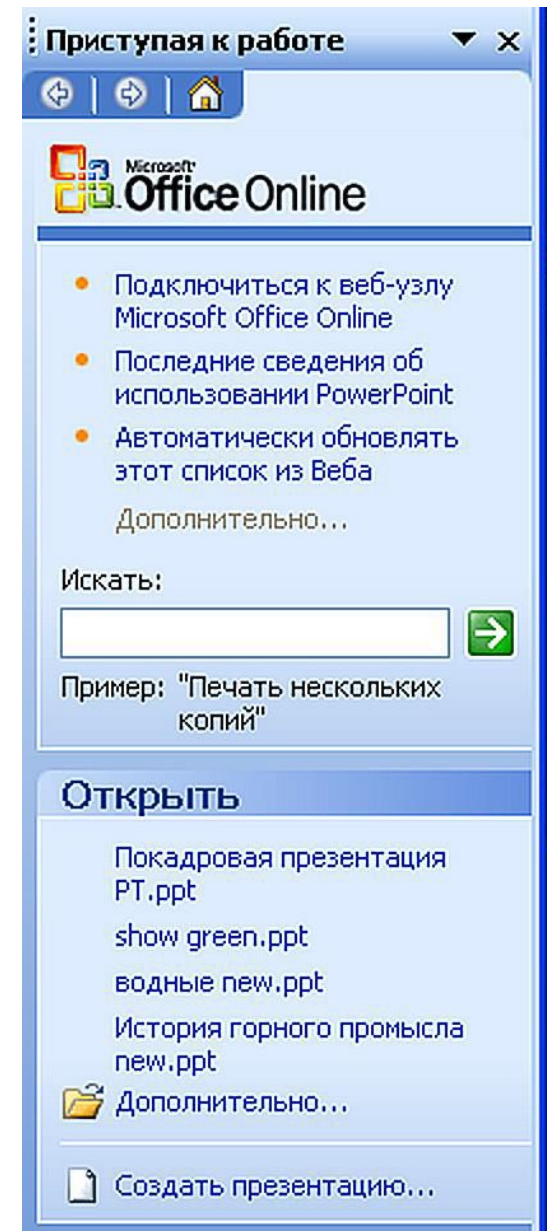 Приступая к работе
Microsoft
Office Online
Подключиться к веб-узлу
Microsoft Office Online
Последние сведения об
использовании PowerPoint
Автоматически обновлять
этот список из Веба
Дополнительно...
Искать:
Пример: "Печать нескольких
копий"
Открыть
Покадровая презентация
PT.ppt
show green.ppt
водные new.ppt
История горного промысла
new.ppt
Дополнительно...
Создать презентацию...